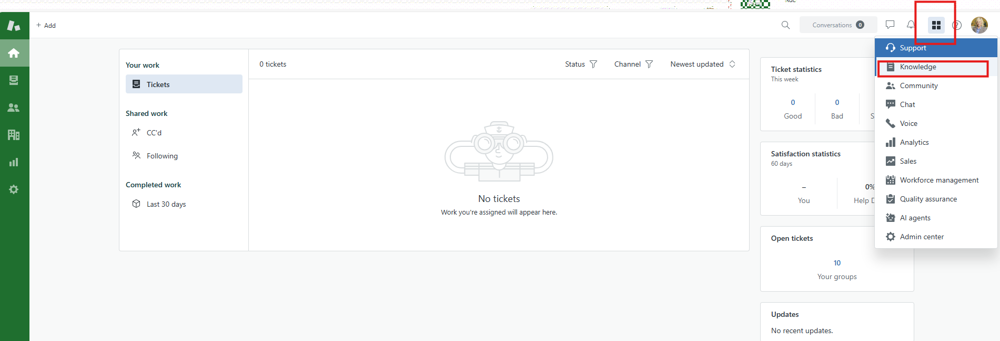 + Add
Conversations 0
Your work
Tickets
Shared work
CC'd
Following
Completed work
Last 30 days
0 tickets
Status
Channel
Newest updated
No tickets
Work you're assigned will appear here.
Ticket statistics
This week
0
0
Good
Bad
Satisfaction statistics
60 days
–
0%
You
Help
Open tickets
10
Your groups
Updates
No recent updates.
Support
Knowledge
Community
Chat
Voice
Analytics
Sales
Workforce management
Quality assurance
AI agents
Admin center